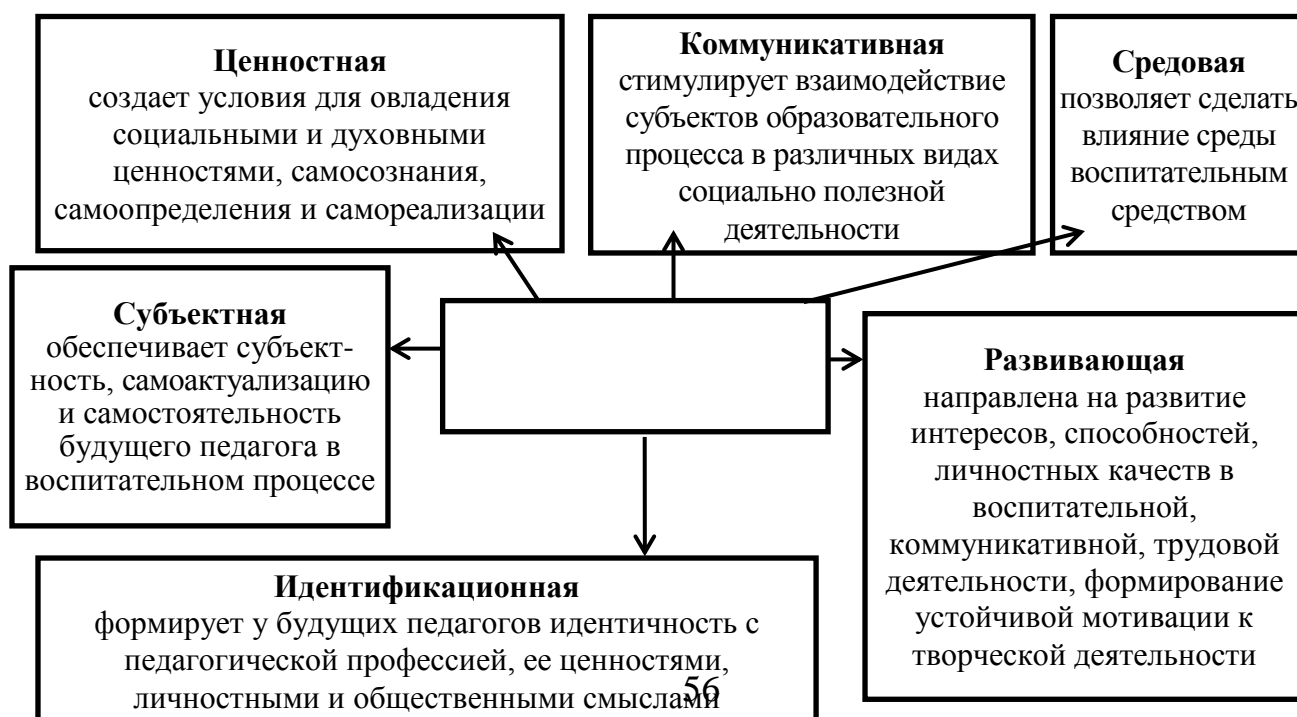 Ценностная
создает условия для овладения
социальными и духовными
ценностями, самосознания,
самоопределения и самореализации
Коммуникативная
стимулирует взаимодействие
субъектов образовательного
процесса в различных видах
социально полезной
деятельности
Средовая
позволяет сделать
влияние среды
воспитательным
средством
Субъектная
обеспечивает субъект-
ность, самоактуализацию
и самостоятельность
будущего педагога в
воспитательном процессе
Развивающая
направлена на развитие
интересов, способностей,
личностных качеств в
воспитательной,
коммуникативной, трудовой
деятельности, формирование
устойчивой мотивации к
творческой деятельности
Идентификационная
формирует у будущих педагогов идентичность с
педагогической профессией, ее ценностями,
личностными и общественными смыслами
56